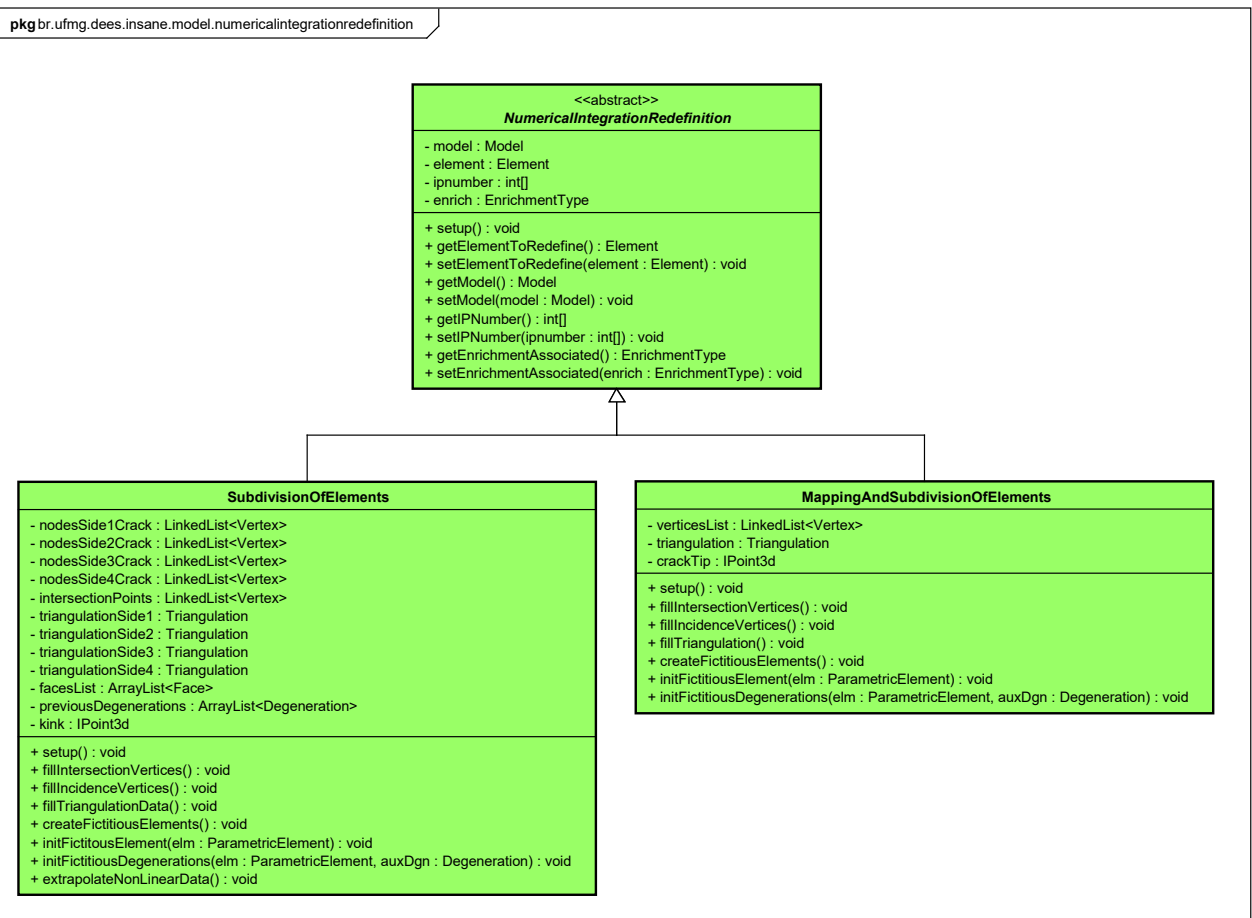 pkg br.ufmg.dees.insane.model.numericalintegrationredefinition
<<abstract>>
NumericalIntegrationRedefinition
- model : Model
- element : Element
- ipnumber : int[]
- enrich : EnrichmentType
+ setup() : void
+ getElementToRedefine() : Element
+ setElementToRedefine(element : Element) : void
+ getModel() : Model
+ setModel(model : Model) : void
+ getIPNumber() : int[]
+ setIPNumber(ipnumber : int[]) : void
+ getEnrichmentAssociated() : EnrichmentType
+ setEnrichmentAssociated(enrich : EnrichmentType) : void
SubdivisionOfElements
- nodesSide1Crack : LinkedList<Vertex>
- nodesSide2Crack : LinkedList<Vertex>
- nodesSide3Crack : LinkedList<Vertex>
- nodesSide4Crack : LinkedList<Vertex>
- intersectionPoints : LinkedList<Vertex>
- triangulationSide1 : Triangulation
- triangulationSide2 : Triangulation
- triangulationSide3 : Triangulation
- triangulationSide4 : Triangulation
- facesList : ArrayList<Face>
- previousDegenerations : ArrayList<Degeneration>
- kink : IPoint3d
+ setup() : void
+ fillIntersectionVertices() : void
+ fillIncidenceVertices() : void
+ fillTriangulationData() : void
+ createFictitiousElements() : void
+ initFictitousElement(elm : ParametricElement) : void
+ initFictitiousDegenerations(elm : ParametricElement, auxDgn : Degeneration) : void
+ extrapolateNonLinearData() : void
MappingAndSubdivisionOfElements
- verticesList : LinkedList<Vertex>
- triangulation : Triangulation
- crackTip : IPoint3d
+ setup() : void
+ fillIntersectionVertices() : void
+ fillIncidenceVertices() : void
+ fillTriangulation() : void
+ createFictitiousElements() : void
+ initFictitiousElement(elm : ParametricElement) : void
+ initFictitiousDegenerations(elm : ParametricElement, auxDgn : Degeneration) : void